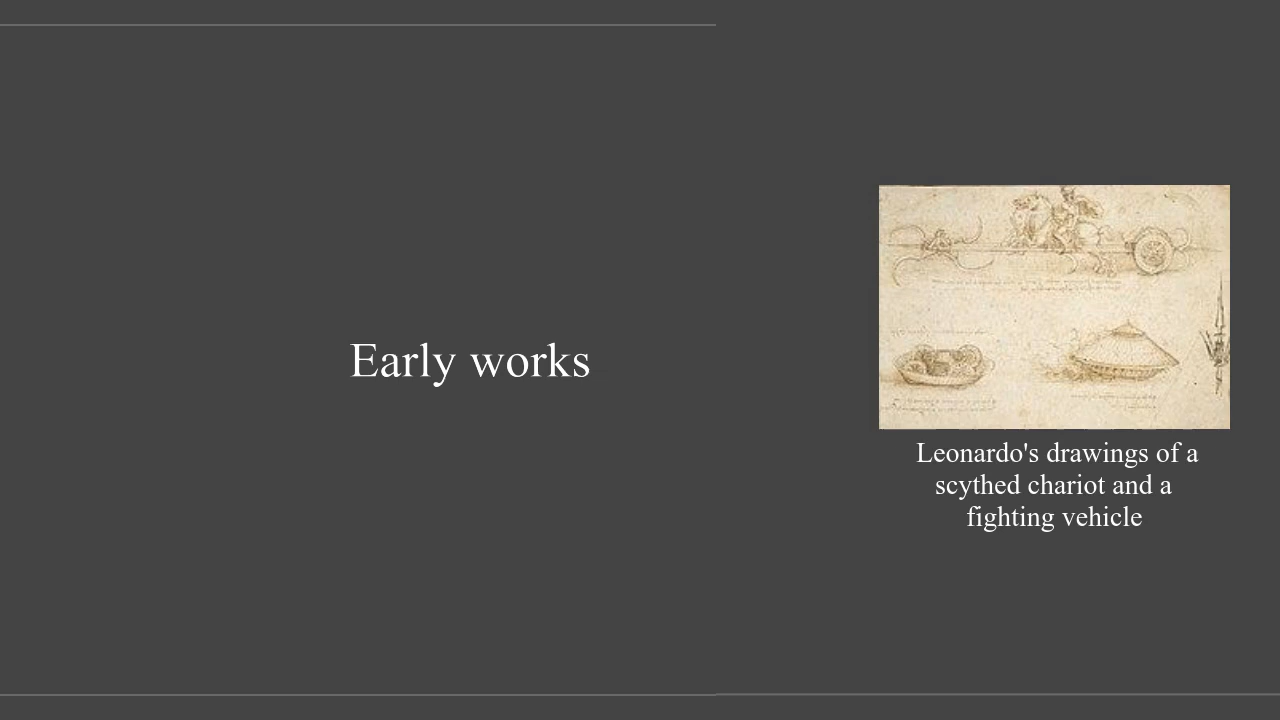 Early works
Leonardo's drawings of a
scythed chariot and a
fighting vehicle